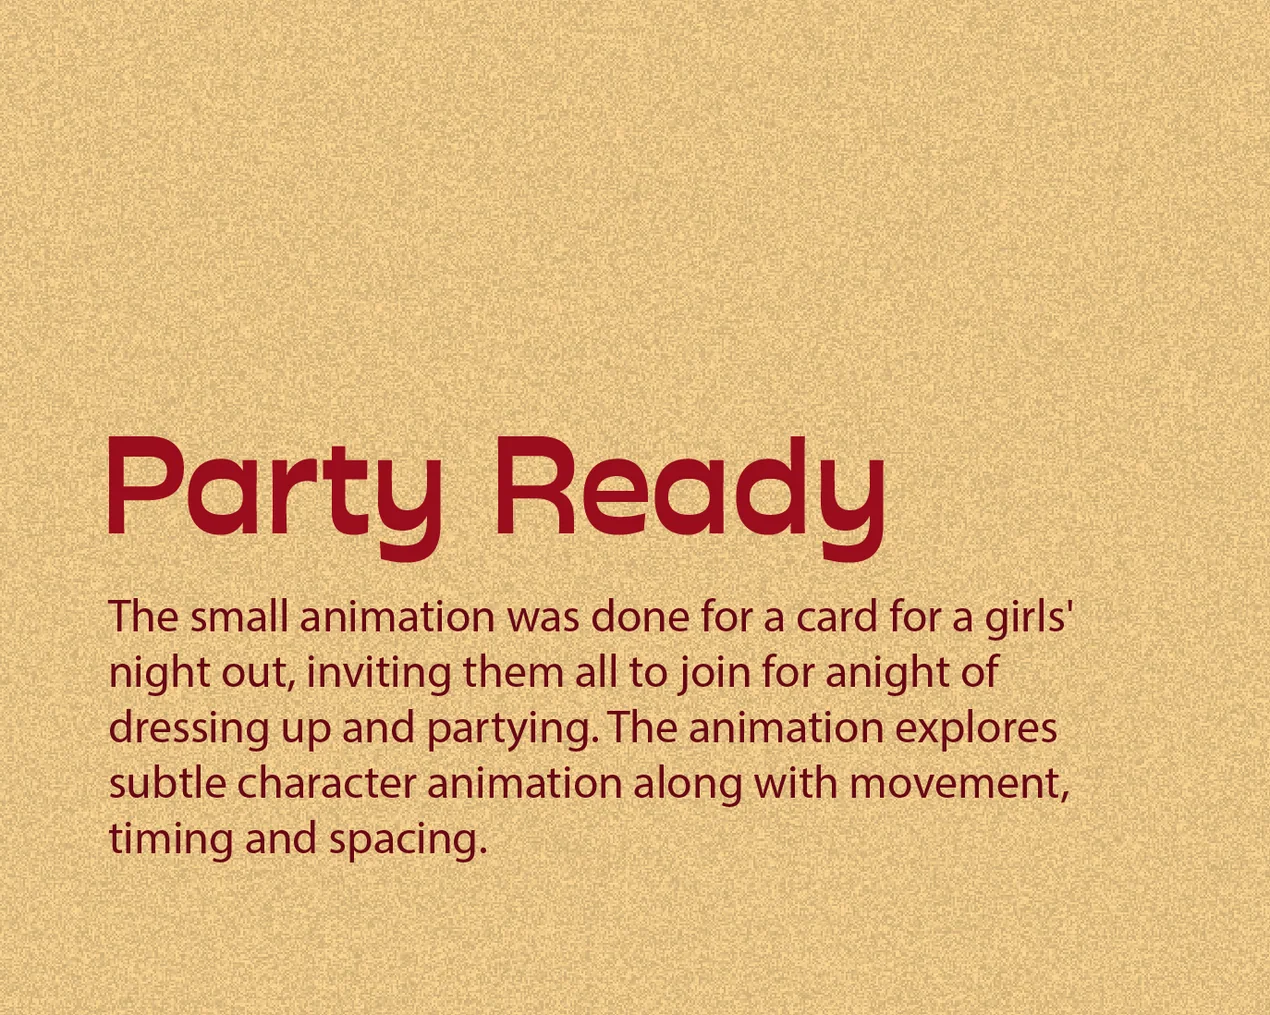 Party Ready
The small animation was done for a card for a girls'
night out, inviting them all to join for anight of
dressing up and partying. The animation explores
subtle character animation along with movement,
timing and spacing.